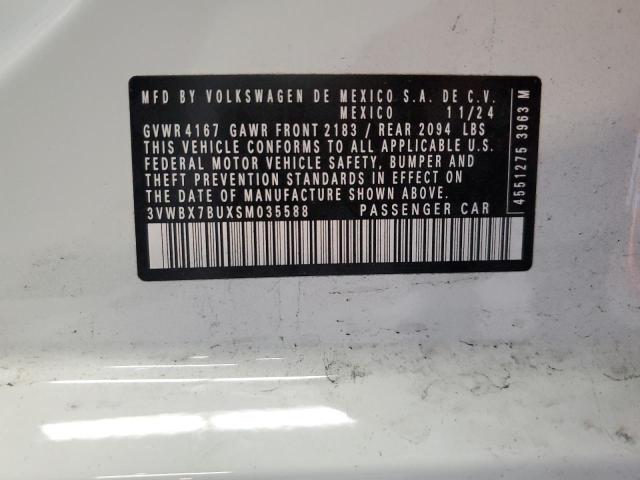 MFD BY VOLKSWAGEN DE MEXICO S.A. DE C.V.
MEXICO 11/24
GVWR 4167 GAWR FRONT 2183 / REAR 2094 LBS
THIS VEHICLE CONFORMS TO ALL APPLICABLE U.S.
FEDERAL MOTOR VEHICLE SAFETY, BUMPER AND
THEFT PREVENTION STANDARDS IN EFFECT ON
THE DATE OF MANUFACTURE SHOWN ABOVE.
3VWBX7BUXSM035588 PASSENGER CAR
4551275 3963 M